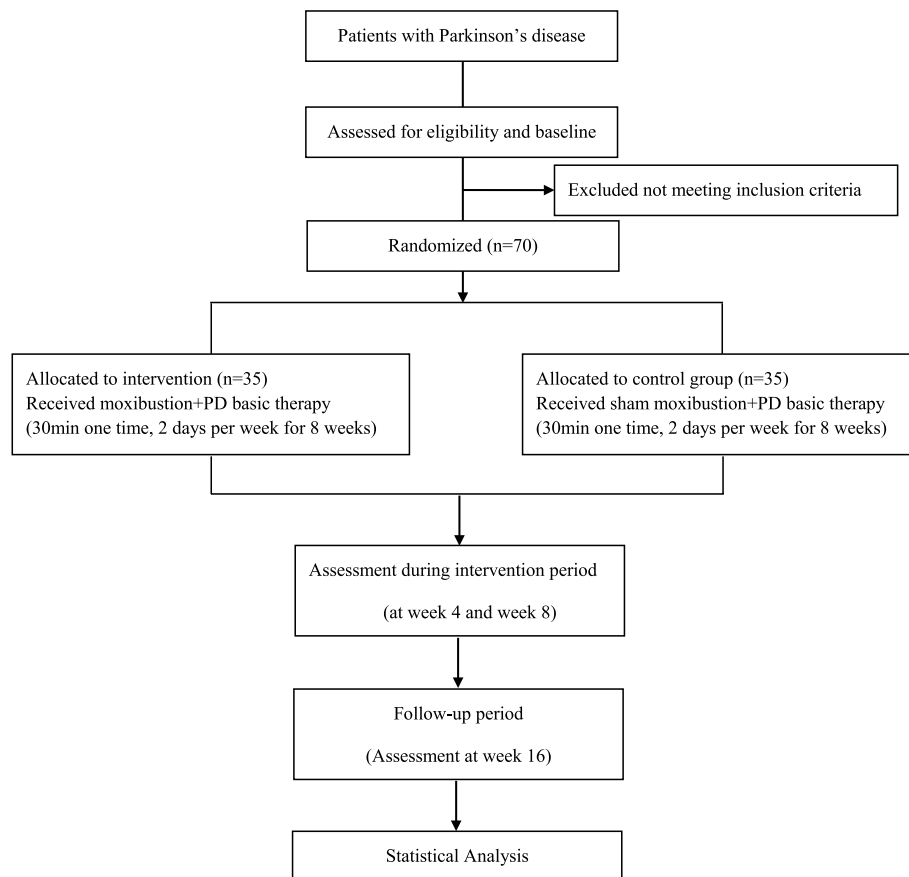 Patients with Parkinson’s disease
Assessed for eligibility and baseline
Excluded not meeting inclusion criteria
Randomized (n=70)
Allocated to intervention (n=35)
Received moxibustion+PD basic therapy
(30min one time, 2 days per week for 8 weeks)
Allocated to control group (n=35)
Received sham moxibustion+PD basic therapy
(30min one time, 2 days per week for 8 weeks)
Assessment during intervention period
(at week 4 and week 8)
Follow-up period
(Assessment at week 16)
Statistical Analysis